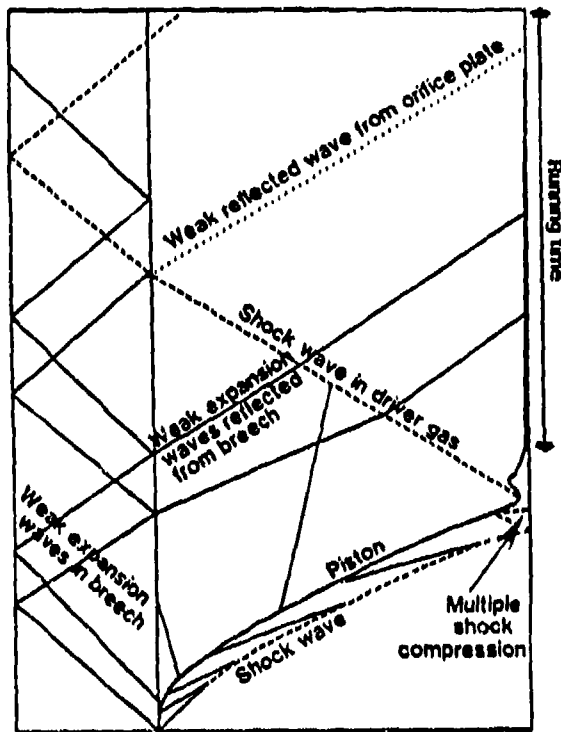 Weak reflected wave from orifice plate
Running time
Shock wave in driver gas
Weak expansion
waves reflected
from breech
Weak expansion
waves in breech
Piston
Shock wave
Multiple
shock
compression